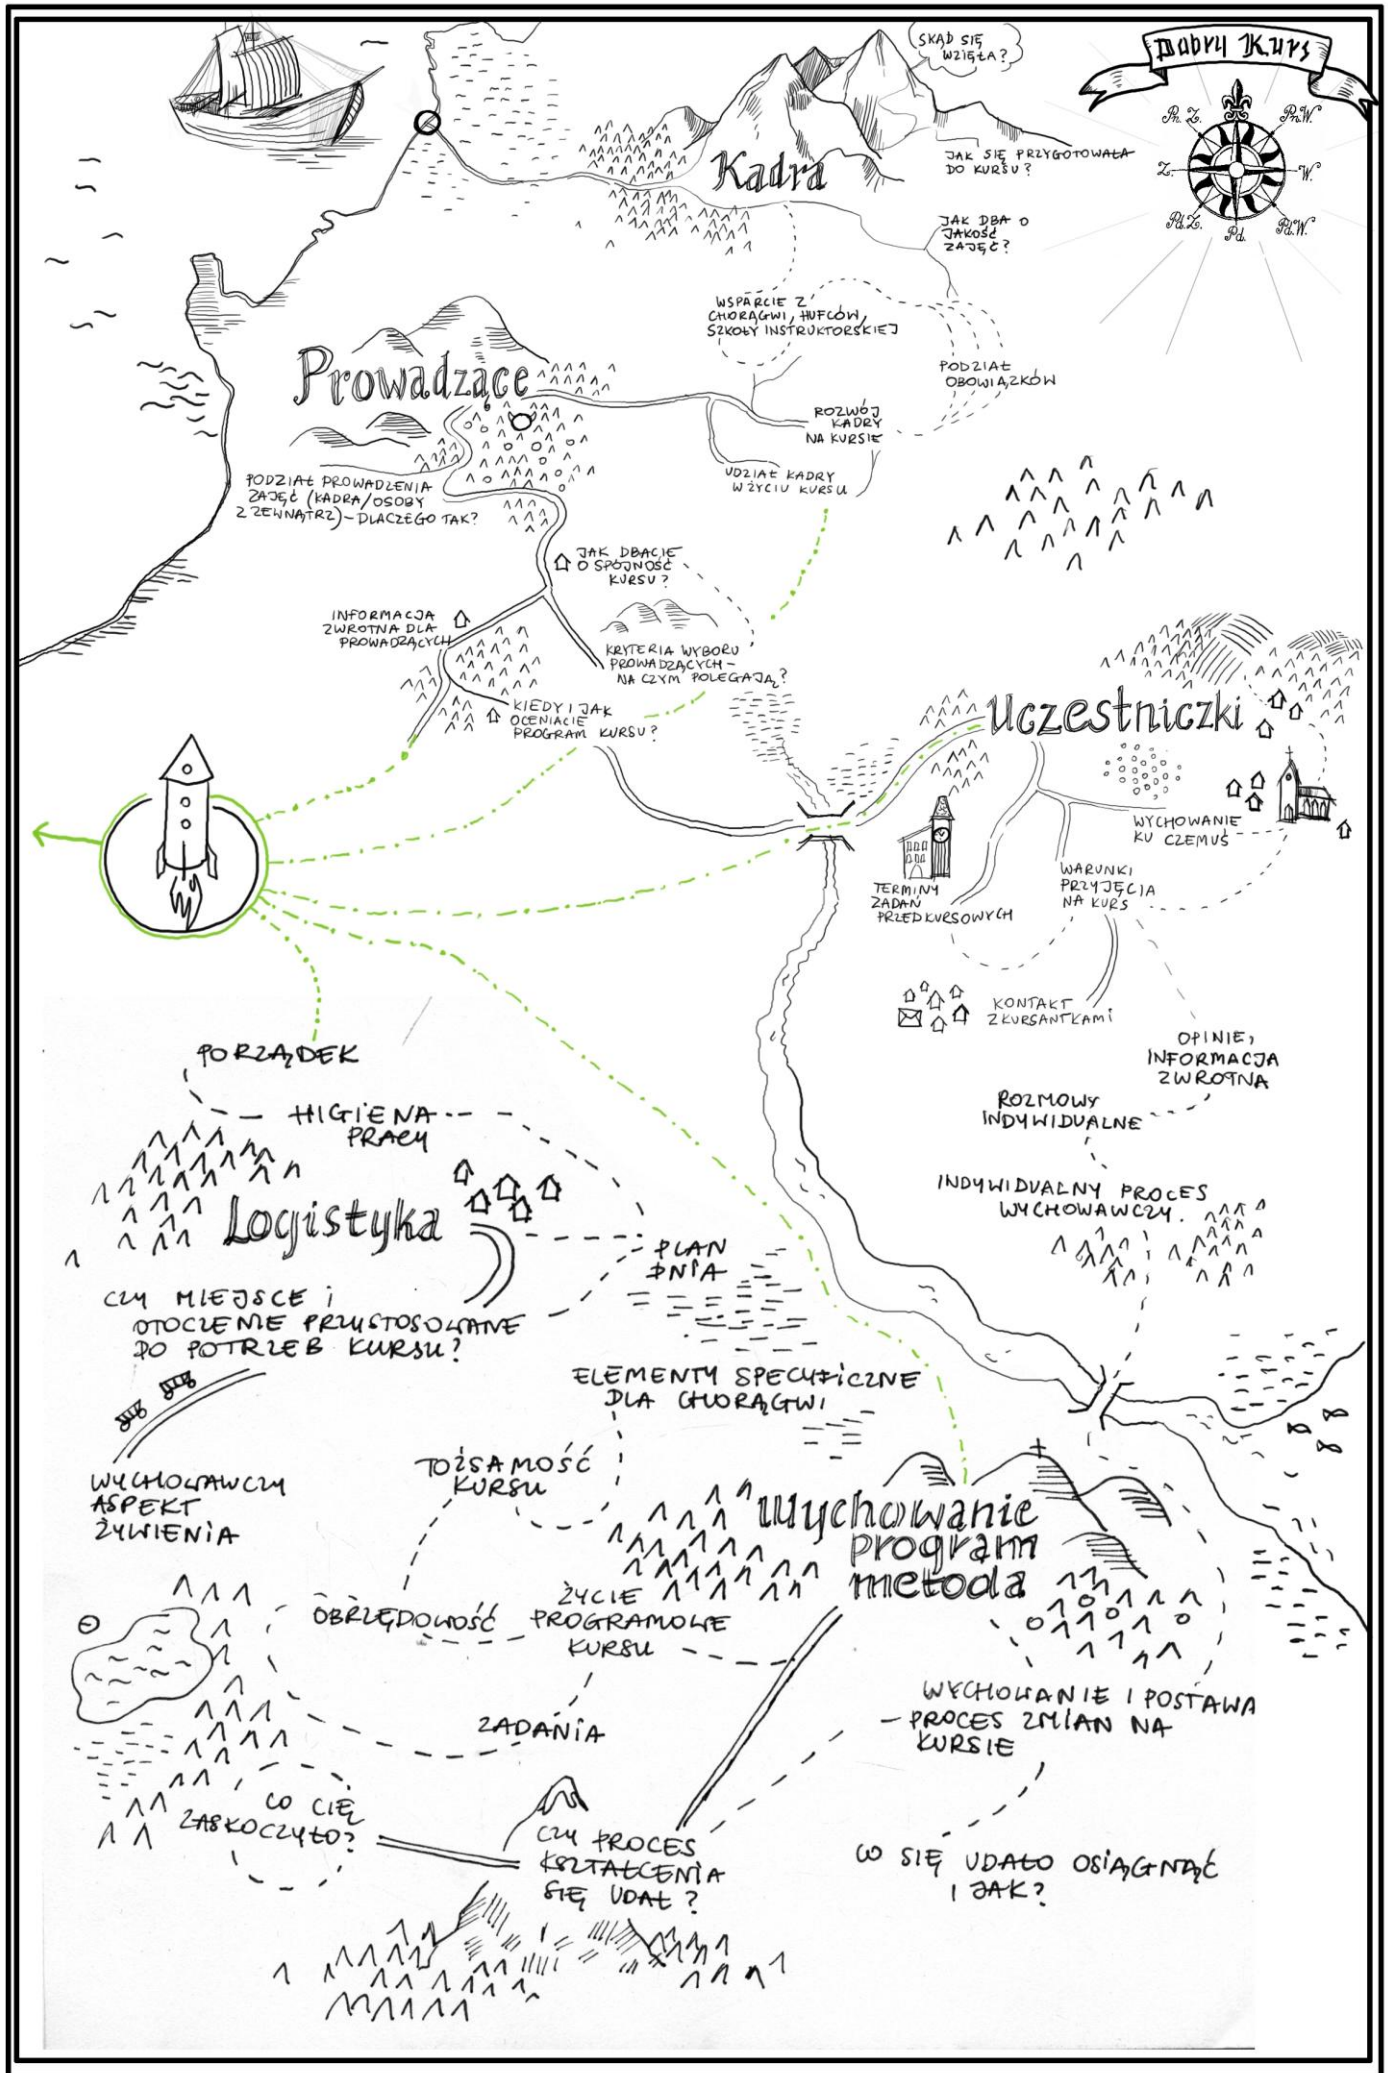 Dobry Kurs
Pn.Z.
Pn.W.
Z.
W.
Pd.Z.
Pd.
Pd.W.
SKĄD SIĘ
WZIĘŁA?
Kadra
JAK SIĘ PRZYGOTOWAŁA
DO KURSU?
JAK DBA O
JAKOŚĆ
ZAJĘĆ?
WSPARCIE Z
CHORĄGWI, HUFCÓW,
SZKOŁY INSTRUKTORSKIEJ
PODZIAŁ
OBOWIĄZKÓW
ROZWÓJ
KADRY
NA KURSIE
UDZIAŁ KADRY
W ŻYCIU KURSU
Prowadzące
PODZIAŁ PROWADZENIA
ZAJĘĆ (KADRA/OSOBY
Z ZEWNĄTRZ) - DLACZEGO TAK?
JAK DBACIE
O SPÓJNOŚĆ
KURSU?
INFORMACJA
ZWROTNA DLA
PROWADZĄCYCH
KRYTERIA WYBORU
PROWADZĄCYCH -
NA CZYM POLEGAJĄ?
KIEDY I JAK
OCENIACIE
PROGRAM KURSU?
Uczestniczki
WYCHOWANIE
KU CZEMUŚ
TERMINY
ZADAŃ
PRZEDKURSOWYCH
WARUNKI
PRZYJĘCIA
NA KURS
KONTAKT
Z KURSANTKAMI
OPINIE,
INFORMACJA
ZWROTNA
ROZMOWY
INDYWIDUALNE
INDYWIDUALNY PROCES
WYCHOWAWCZY.
PORZĄDEK
HIGIENA
PRACY
Logistyka
PLAN
DNIA
CZY MIEJSCE i
OTOCZENIE PRZYSTOSOWANE
DO POTRZEB KURSU?
WYCHOWAWCZY
ASPEKT
ŻYWIENIA
ELEMENTY SPECYFICZNE
DLA CHORĄGWI
TOŻSAMOŚĆ
KURSU
Wychowanie
program
metoda
OBRZĘDOWOŚĆ
ŻYCIE
PROGRAMOWE
KURSU
ZADANIA
WYCHOWANIE I POSTAWA
- PROCES ZMIAN NA
KURSIE
CO CIĘ
ZASKOCZYŁO?
CZY PROCES
KSZTAŁCENIA
SIĘ UDAŁ?
CO SIĘ UDAŁO OSIĄGNĄĆ
I JAK?